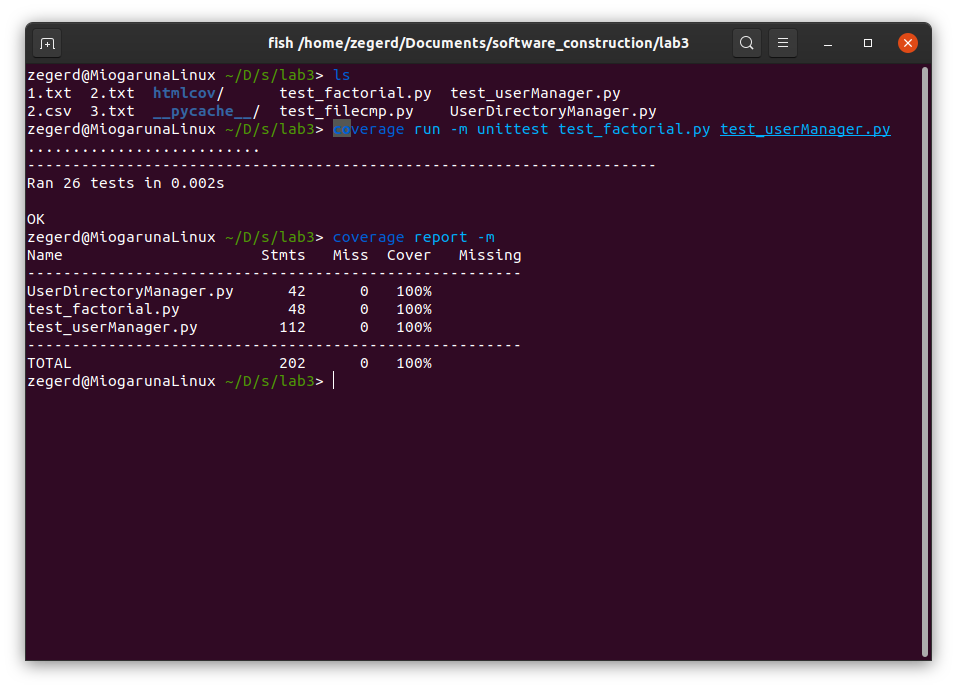 fish /home/zegerd/Documents/software_construction/lab3
zegerd@MiogarunaLinux ~/D/s/lab3> ls
1.txt  2.txt  htmlcov/      test_factorial.py  test_userManager.py
2.csv  3.txt  __pycache__/  test_filecmp.py    UserDirectoryManager.py
zegerd@MiogarunaLinux ~/D/s/lab3> coverage run -m unittest test_factorial.py test_userManager.py
..........................
----------------------------------------------------------------------
Ran 26 tests in 0.002s
OK
zegerd@MiogarunaLinux ~/D/s/lab3> coverage report -m
Name                      Stmts   Miss  Cover   Missing
-------------------------------------------------------
UserDirectoryManager.py      42      0   100%
test_factorial.py            48      0   100%
test_userManager.py         112      0   100%
-------------------------------------------------------
TOTAL                       202      0   100%
zegerd@MiogarunaLinux ~/D/s/lab3>